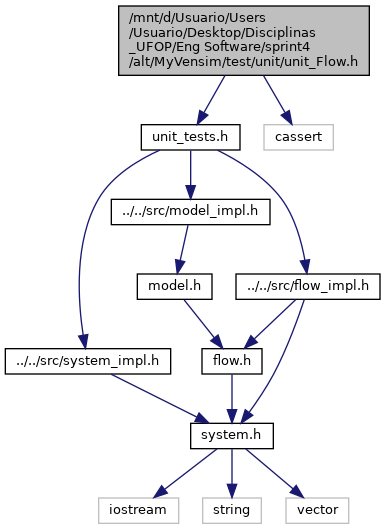 /mnt/d/Usuario/Users
/Usuario/Desktop/Disciplinas
_UFOP/Eng Software/sprint4
/alt/MyVensim/test/unit/unit_Flow.h
unit_tests.h
cassert
../../src/model_impl.h
model.h
../../src/flow_impl.h
../../src/system_impl.h
flow.h
system.h
iostream
string
vector